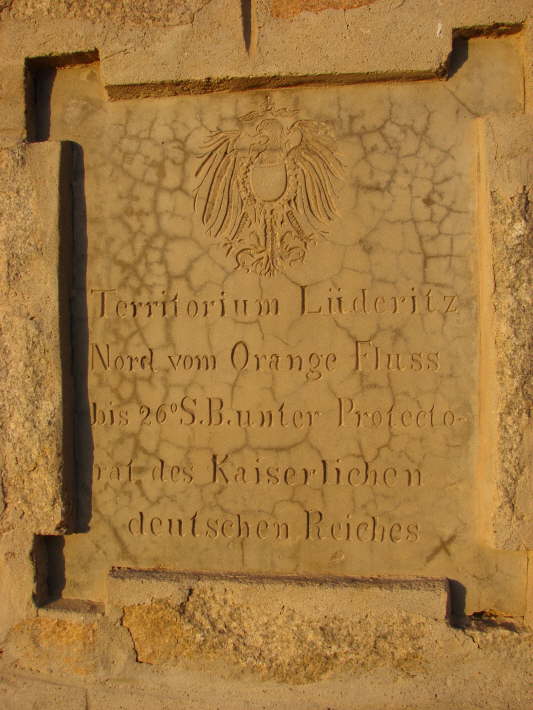 Territorium Lüderitz
Nord vom Orange Fluss
bis 26°S.B.unter Protecto-
rat des Kaiserlichen
deutschen Reiches